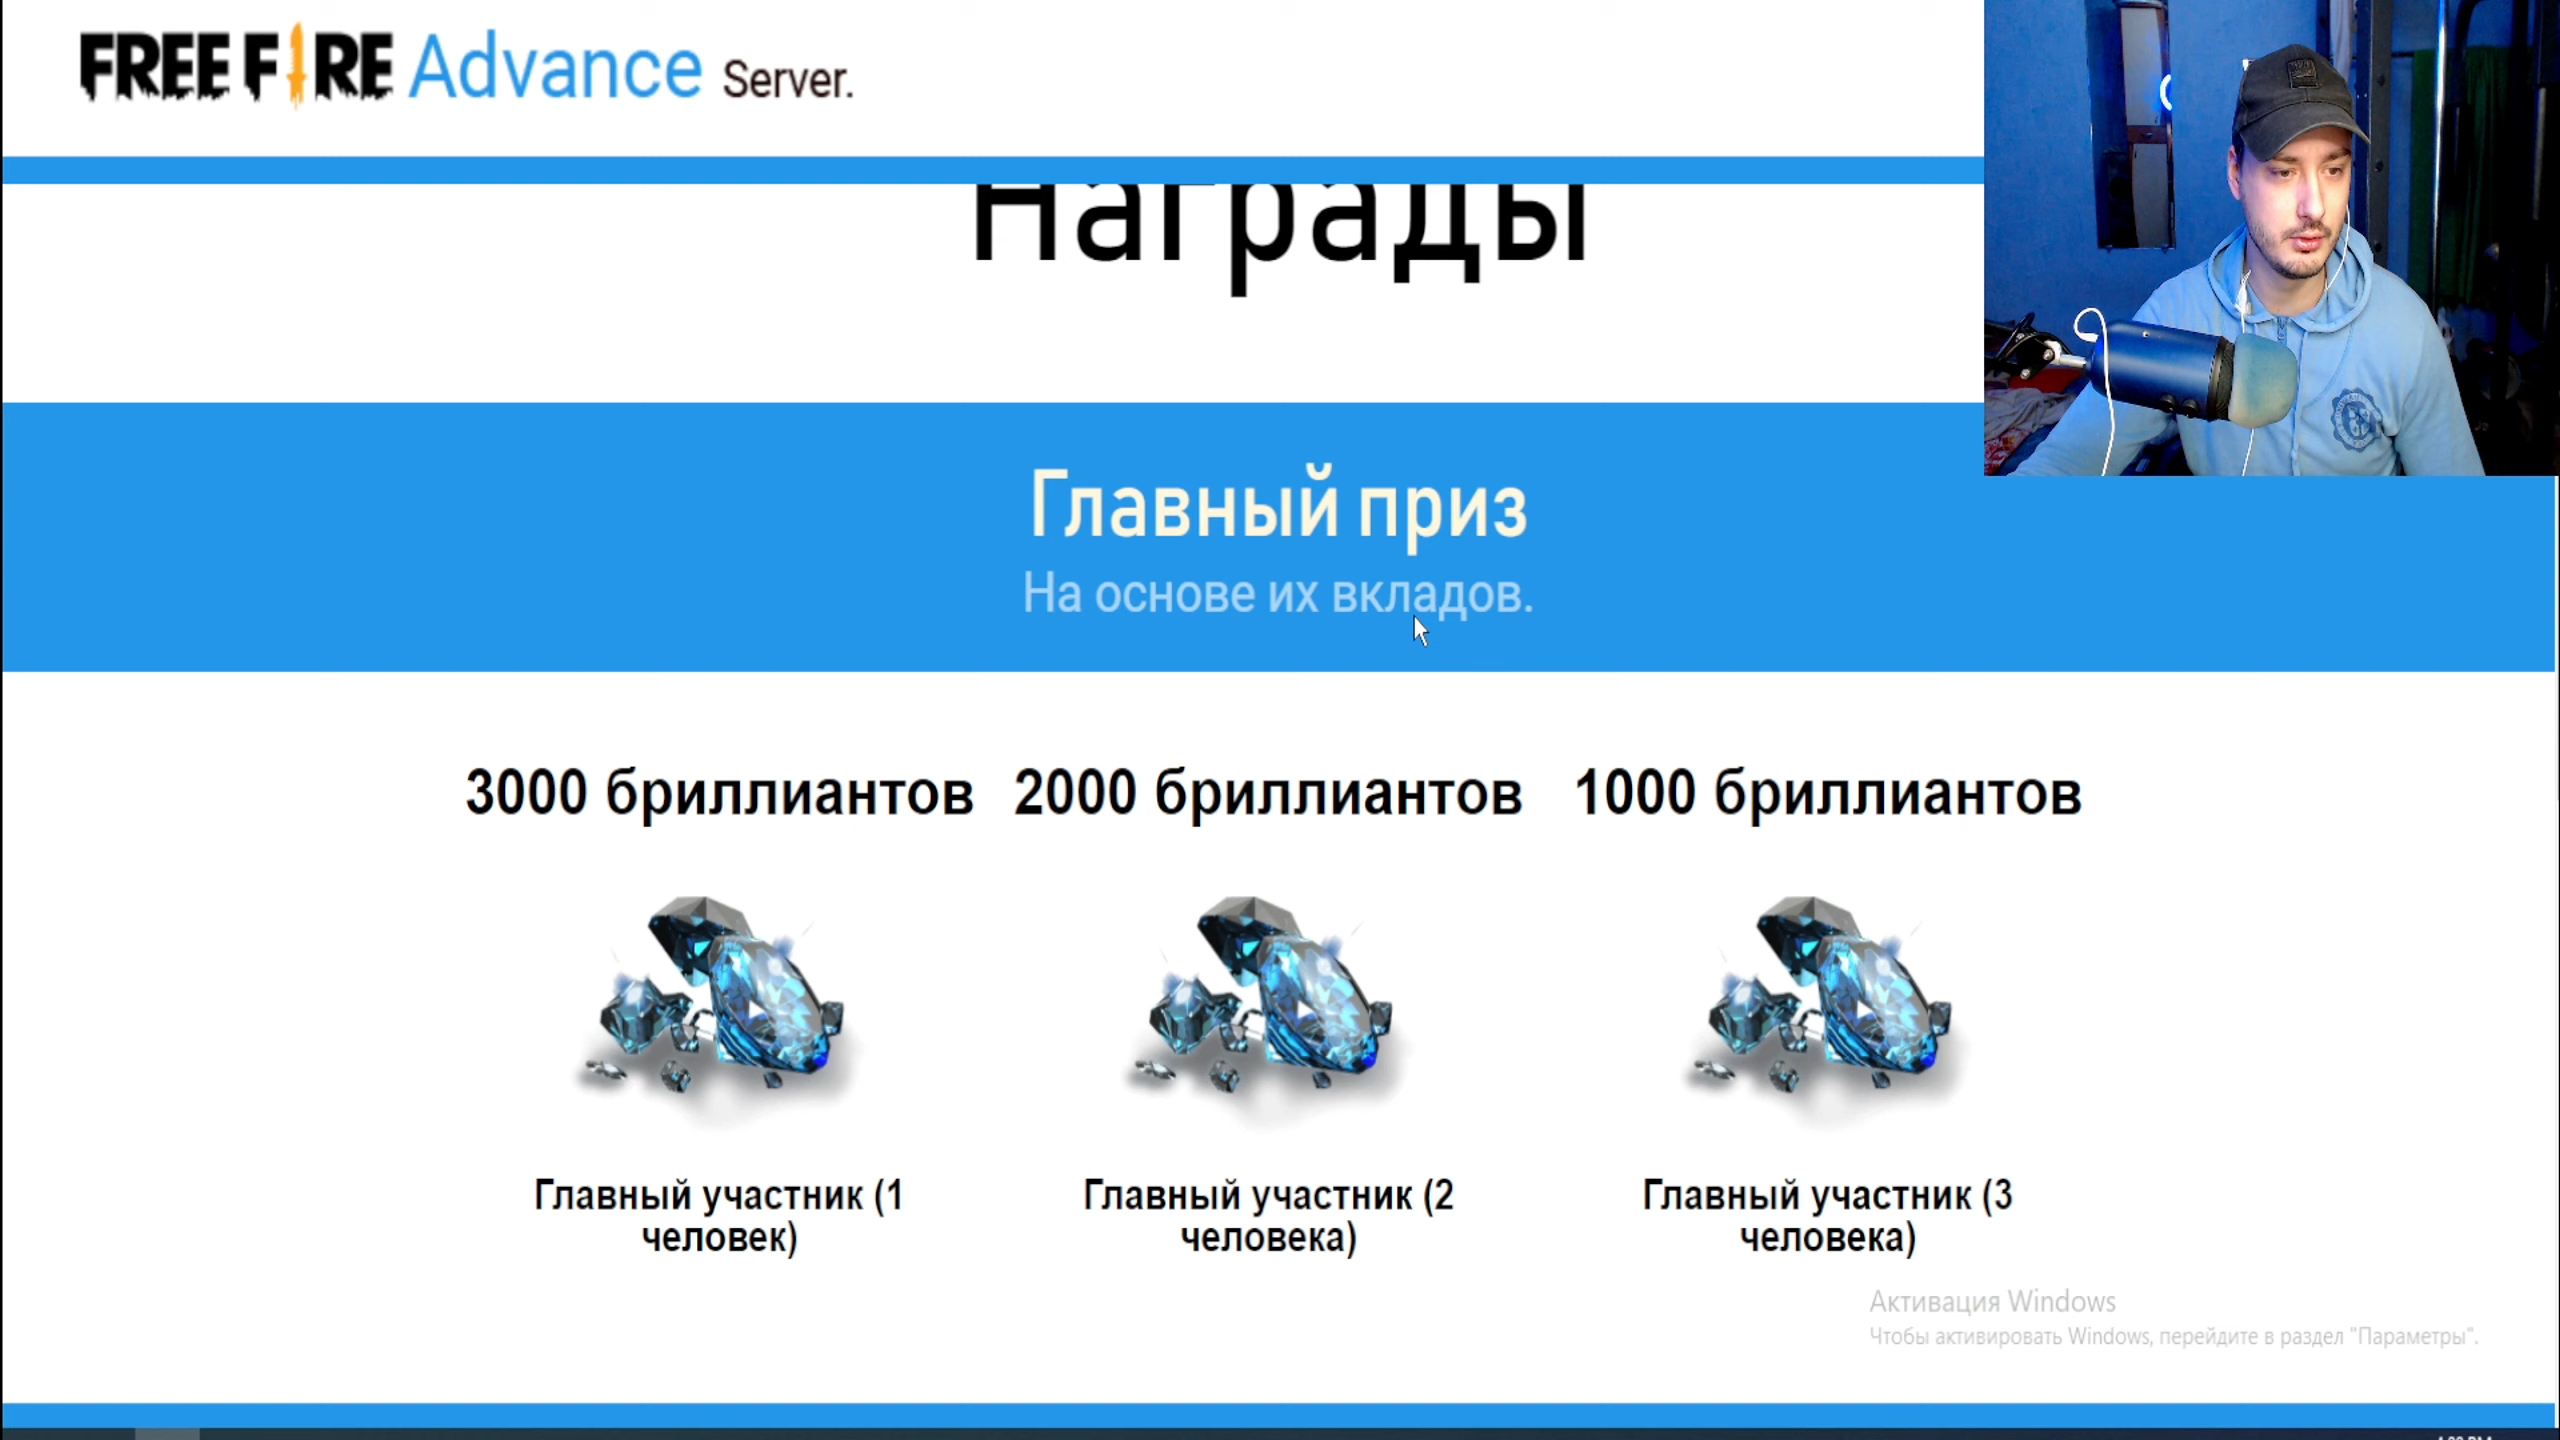 FREE FIRE Advance Server.
Награды
Главный приз
На основе их вкладов.
3000 бриллиантов 2000 бриллиантов 1000 бриллиантов
Главный участник (1
человек)
Главный участник (2
человека)
Главный участник (3
человека)
Активация Windows
Чтобы активировать Windows, перейдите в раздел "Параметры".